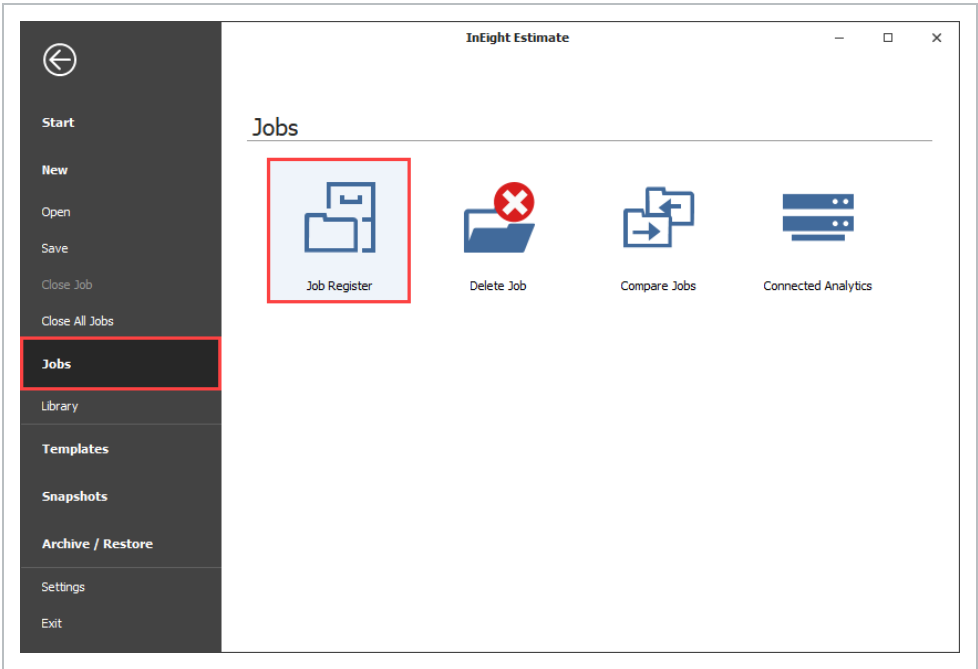 InEight Estimate
Start
New
Open
Save
Close Job
Close All Jobs
Jobs
Library
Templates
Snapshots
Archive / Restore
Settings
Exit
Jobs
Job Register
Delete Job
Compare Jobs
Connected Analytics